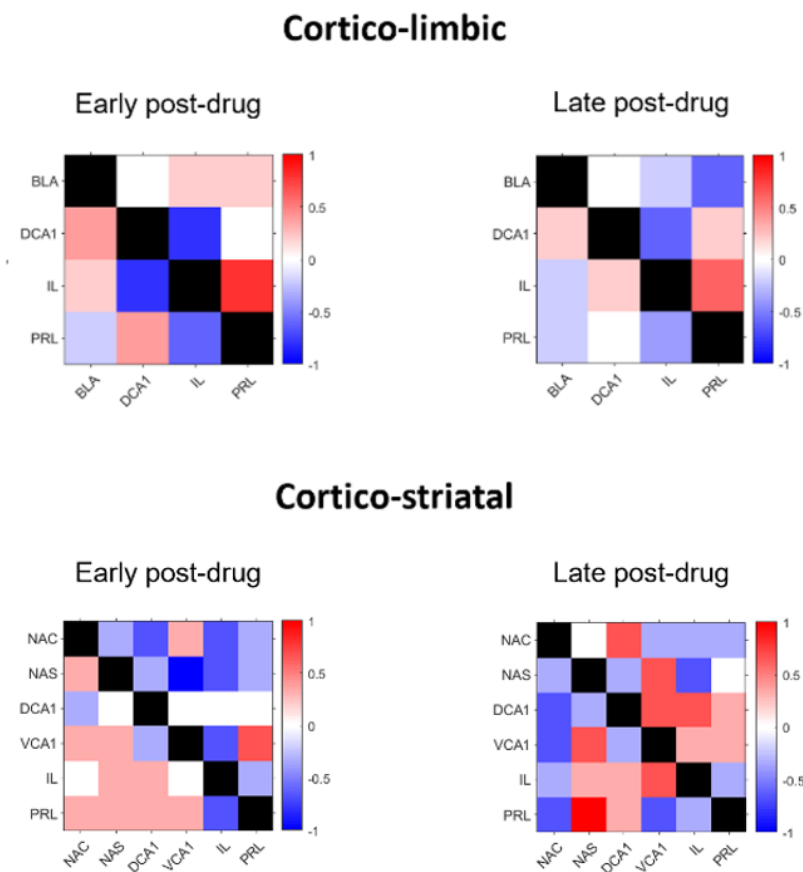 Cortico-limbic
Early post-drug
Late post-drug
BLA
DCA1
IL
PRL
BLA
DCA1
IL
PRL
1
0.5
0
-0.5
-1
BLA
DCA1
IL
PRL
BLA
DCA1
IL
PRL
1
0.5
0
-0.5
-1
Cortico-striatal
Early post-drug
Late post-drug
NAC
NAS
DCA1
VCA1
IL
PRL
NAC
NAS
DCA1
VCA1
IL
PRL
1
0.5
0
-0.5
-1
NAC
NAS
DCA1
VCA1
IL
PRL
NAC
NAS
DCA1
VCA1
IL
PRL
1
0.5
0
-0.5
-1